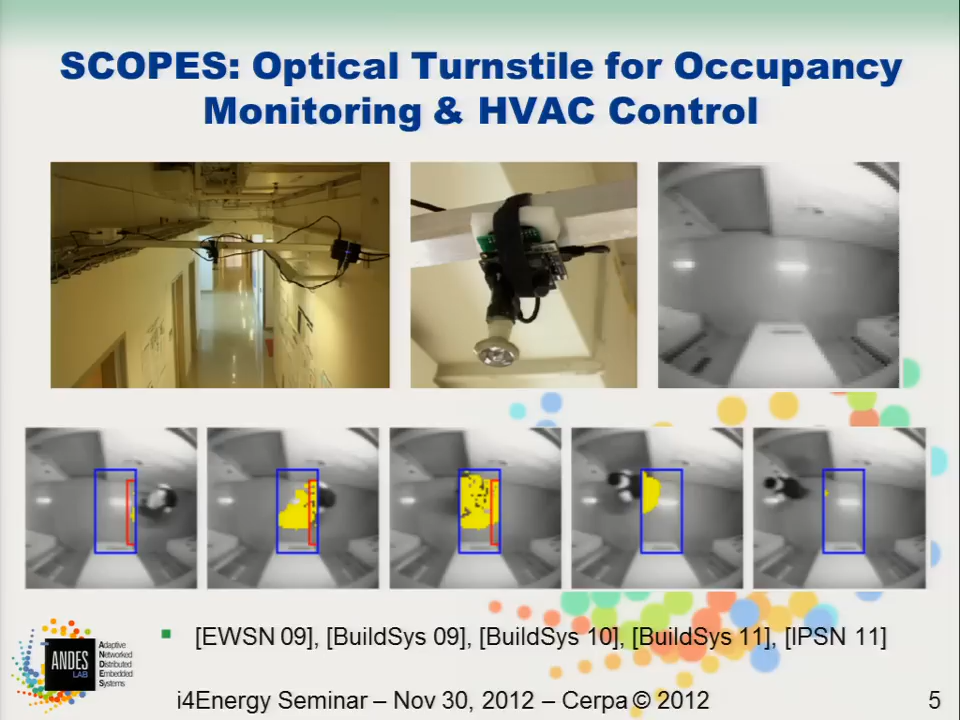 SCOPES: Optical Turnstile for Occupancy
Monitoring & HVAC Control
[EWSN 09], [BuildSys 09], [BuildSys 10], [BuildSys 11], [IPSN 11]
ANDES
LAB
Adaptive
Networked
Distributed
Embedded
Systems
i4Energy Seminar – Nov 30, 2012 – Cerpa © 2012
5